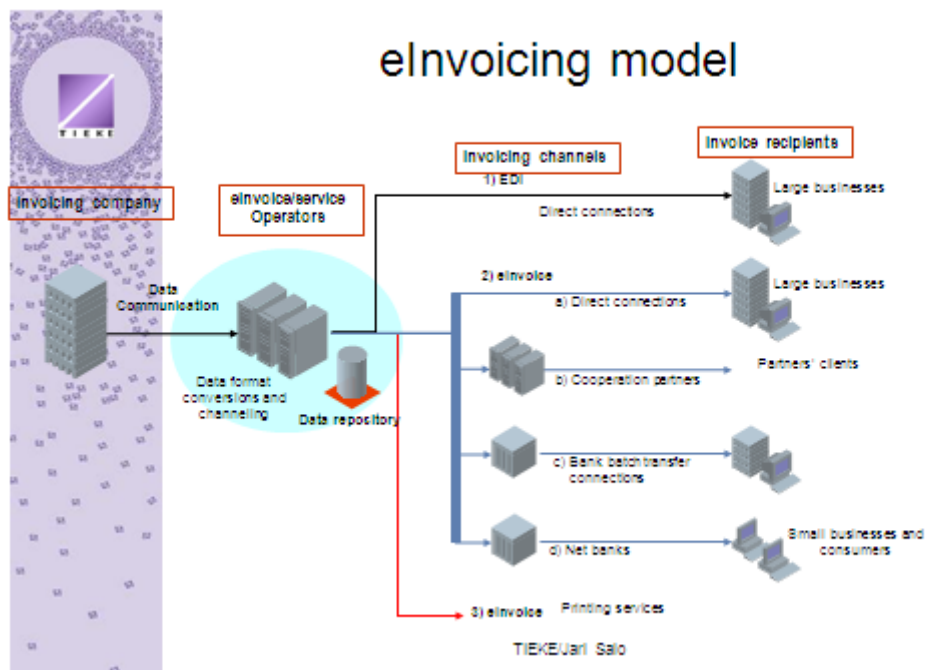 eInvoicing model
TIEKE
Invoicing company
eInvoice/service
Operators
Invoicing channels
Invoice recipients
1) EDI
Direct connections
Large businesses
Data
Communication
2) eInvoice
a) Direct connections
Large businesses
b) Cooperation partners
Partners' clients
Data format
conversions and
channeling
Data repository
c) Bank batch transfer
connections
d) Net banks
Small businesses and
consumers
3) eInvoice
Printing services
TIEKE/Jari Salo